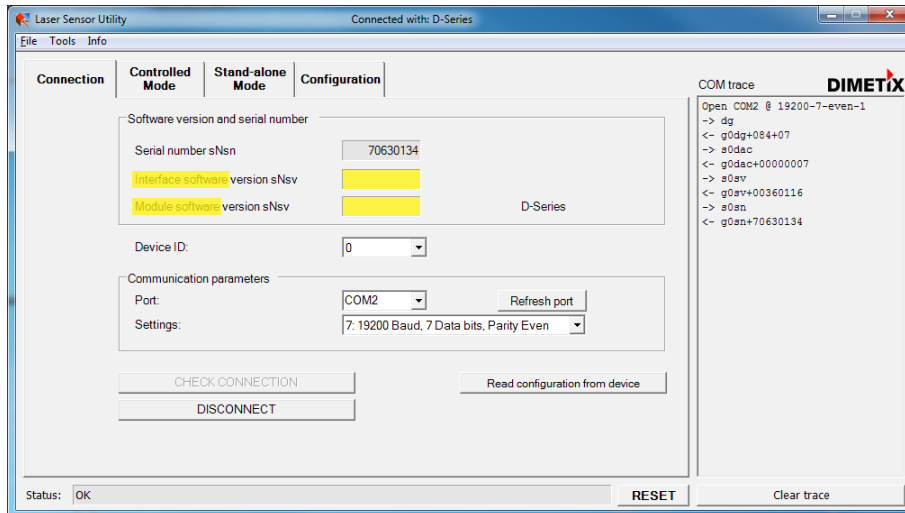 Laser Sensor Utility
Connected with: D-Series
File Tools Info
Connection
Controlled Mode
Stand-alone Mode
Configuration
Software version and serial number
Serial number sNsn 70630134
Interface software version sNsv
Module software version sNsv D-Series
Device ID: 0
Communication parameters
Port: COM2 Refresh port
Settings: 7: 19200 Baud, 7 Data bits, Parity Even
CHECK CONNECTION
Read configuration from device
DISCONNECT
COM trace
DIMETIX
Open COM2 @ 19200-7-even-1
-> dg
<- g0dg+084+07
-> s0dac
<- g0dac+00000007
-> s0sv
<- g0sv+00360116
-> s0sn
<- g0sn+70630134
Status: OK
RESET
Clear trace